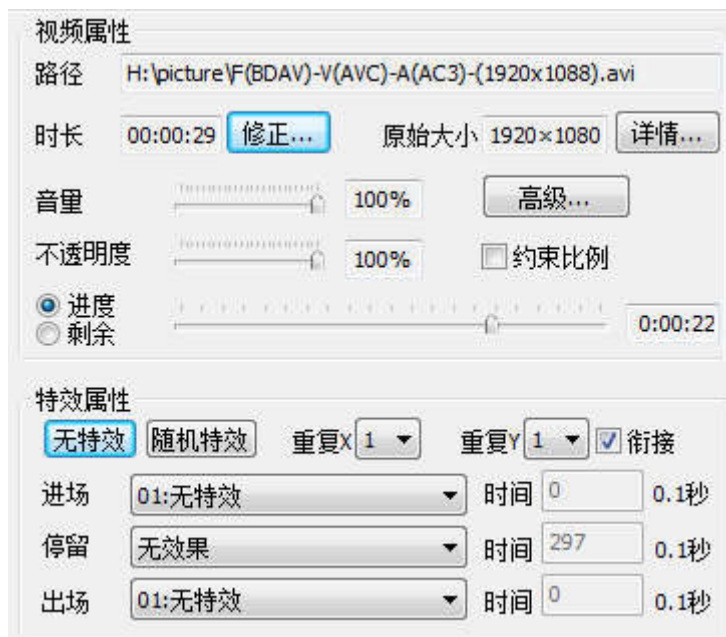 视频属性
路径 H:\picture\F(BDAV)-V(AVC)-A(AC3)-(1920x1088).avi
时长 00:00:29 修正... 原始大小 1920×1080 详情...
音量 100% 高级...
不透明度 100% 约束比例
进度
剩余 0:00:22
特效属性
无特效 随机特效 重复X 1 重复Y 1 衔接
进场 01:无特效 时间 0 0.1秒
停留 无效果 时间 297 0.1秒
出场 01:无特效 时间 0 0.1秒